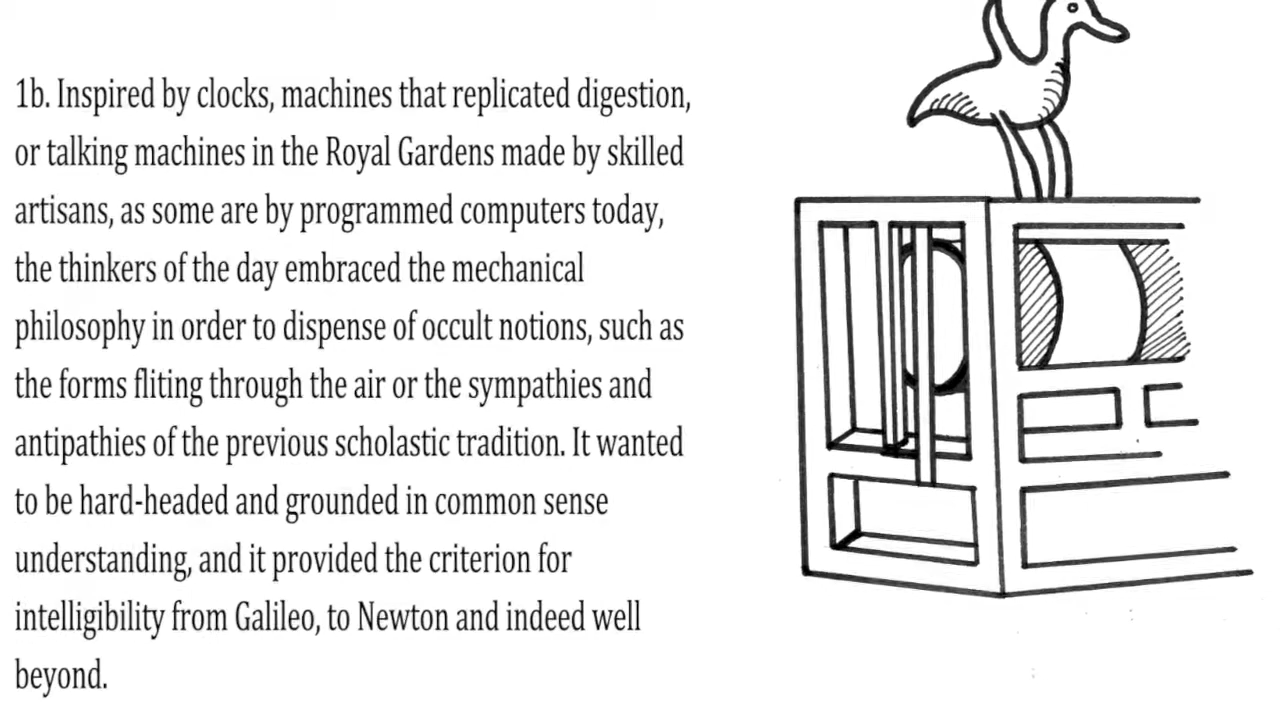 1b. Inspired by clocks, machines that replicated digestion,
or talking machines in the Royal Gardens made by skilled
artisans, as some are by programmed computers today,
the thinkers of the day embraced the mechanical
philosophy in order to dispense of occult notions, such as
the forms fliting through the air or the sympathies and
antipathies of the previous scholastic tradition. It wanted
to be hard-headed and grounded in common sense
understanding, and it provided the criterion for
intelligibility from Galileo, to Newton and indeed well
beyond.